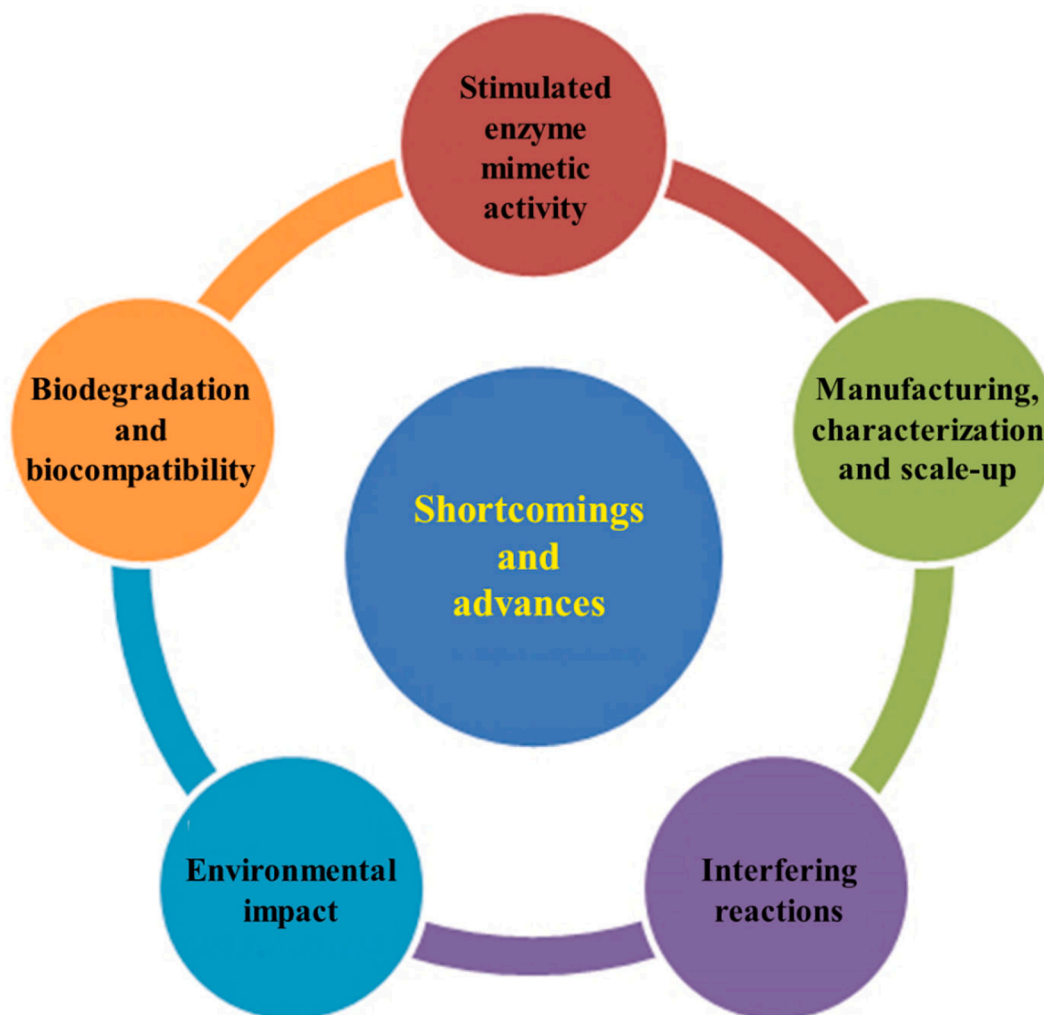 Stimulated
enzyme
mimetic
activity
Manufacturing,
characterization
and scale-up
Interfering
reactions
Environmental
impact
Biodegradation
and
biocompatibility
Shortcomings
and
advances